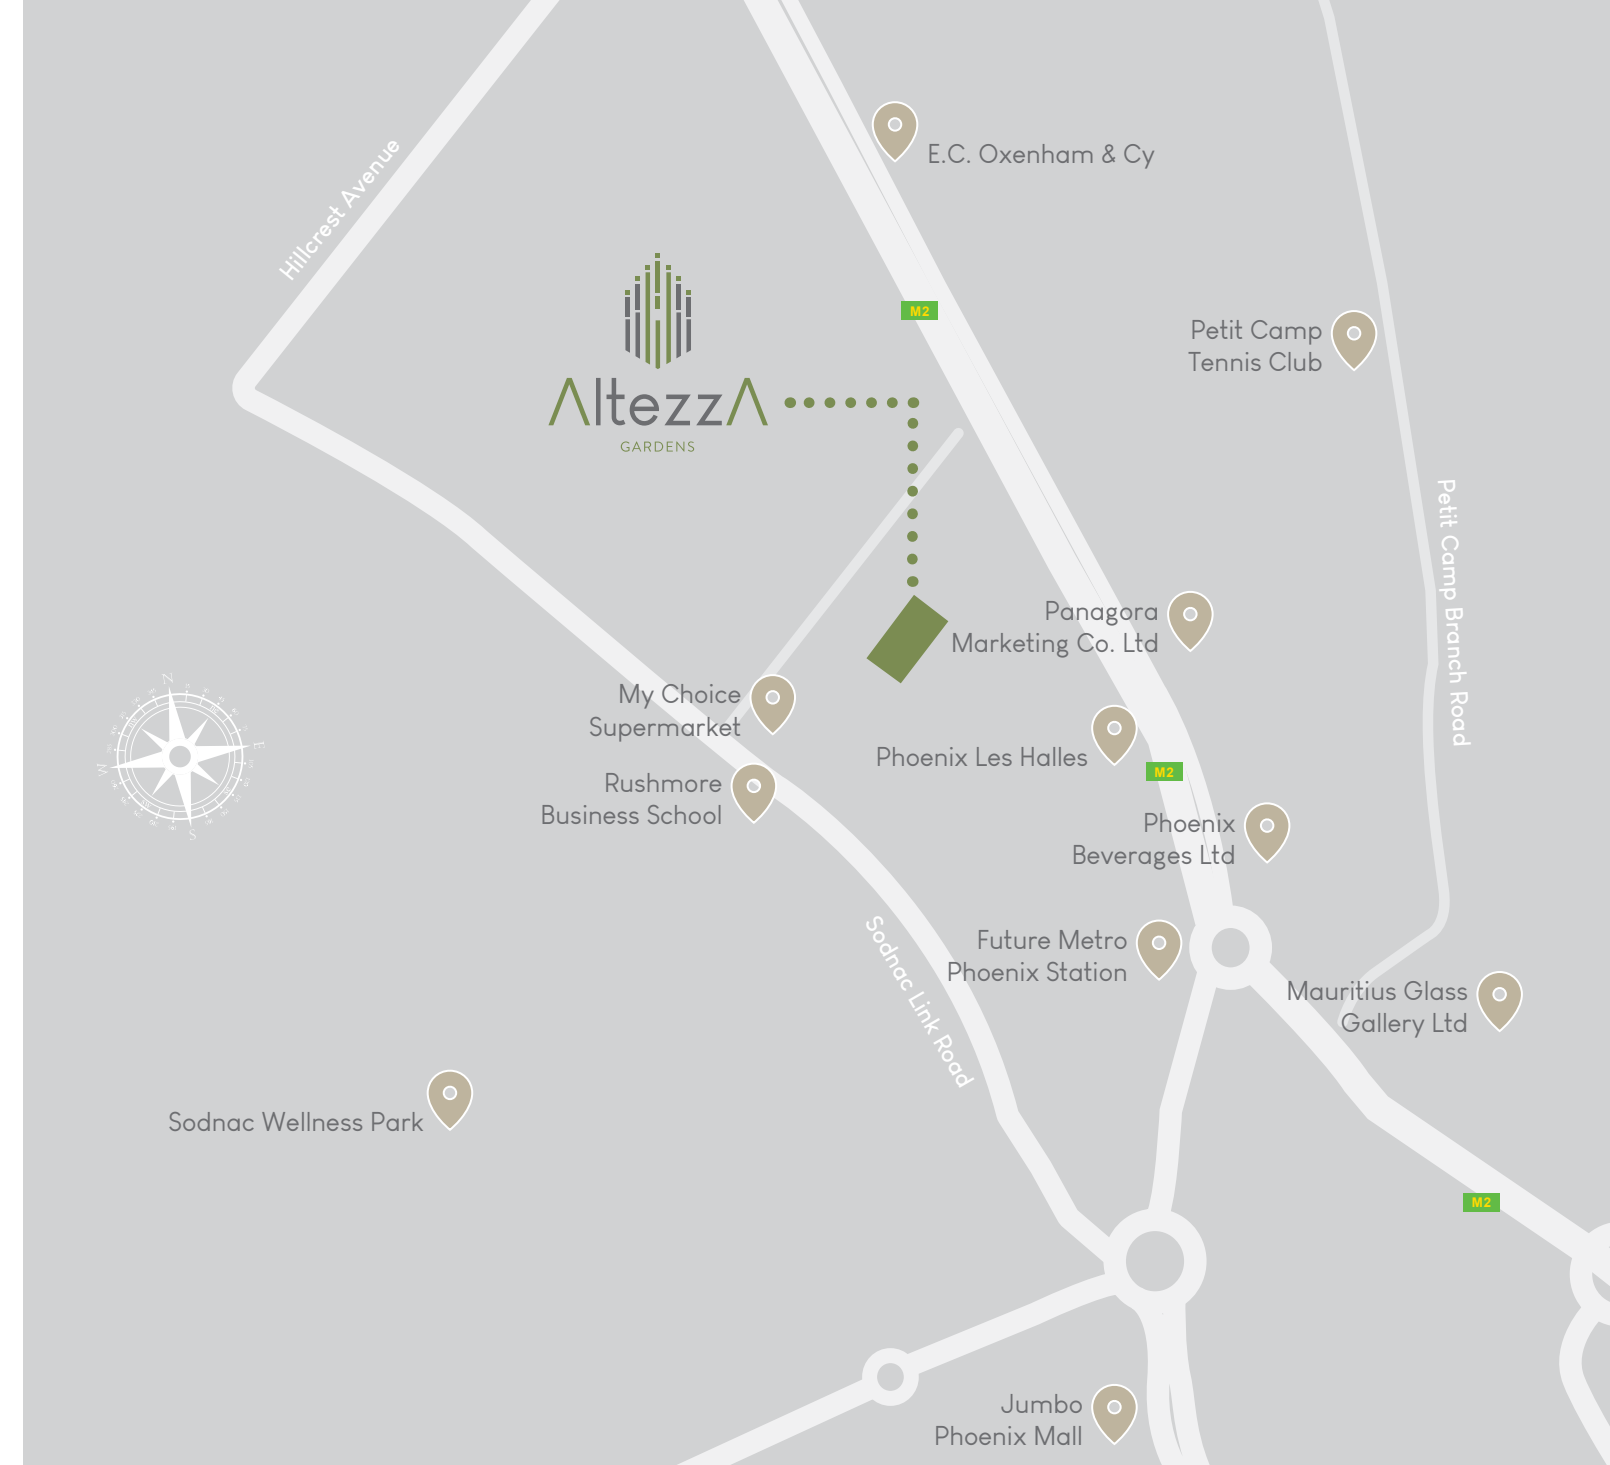 E.C. Oxenham & Cy
Hillcrest Avenue
M2
Petit Camp
Tennis Club
AltezzA
GARDENS
Petit Camp Branch Road
Panagora
Marketing Co. Ltd
N
E
W
S
My Choice
Supermarket
Phoenix Les Halles
M2
Rushmore
Business School
Phoenix
Beverages Ltd
Sodnac Link Road
Future Metro
Phoenix Station
Mauritius Glass
Gallery Ltd
Sodnac Wellness Park
M2
Jumbo
Phoenix Mall